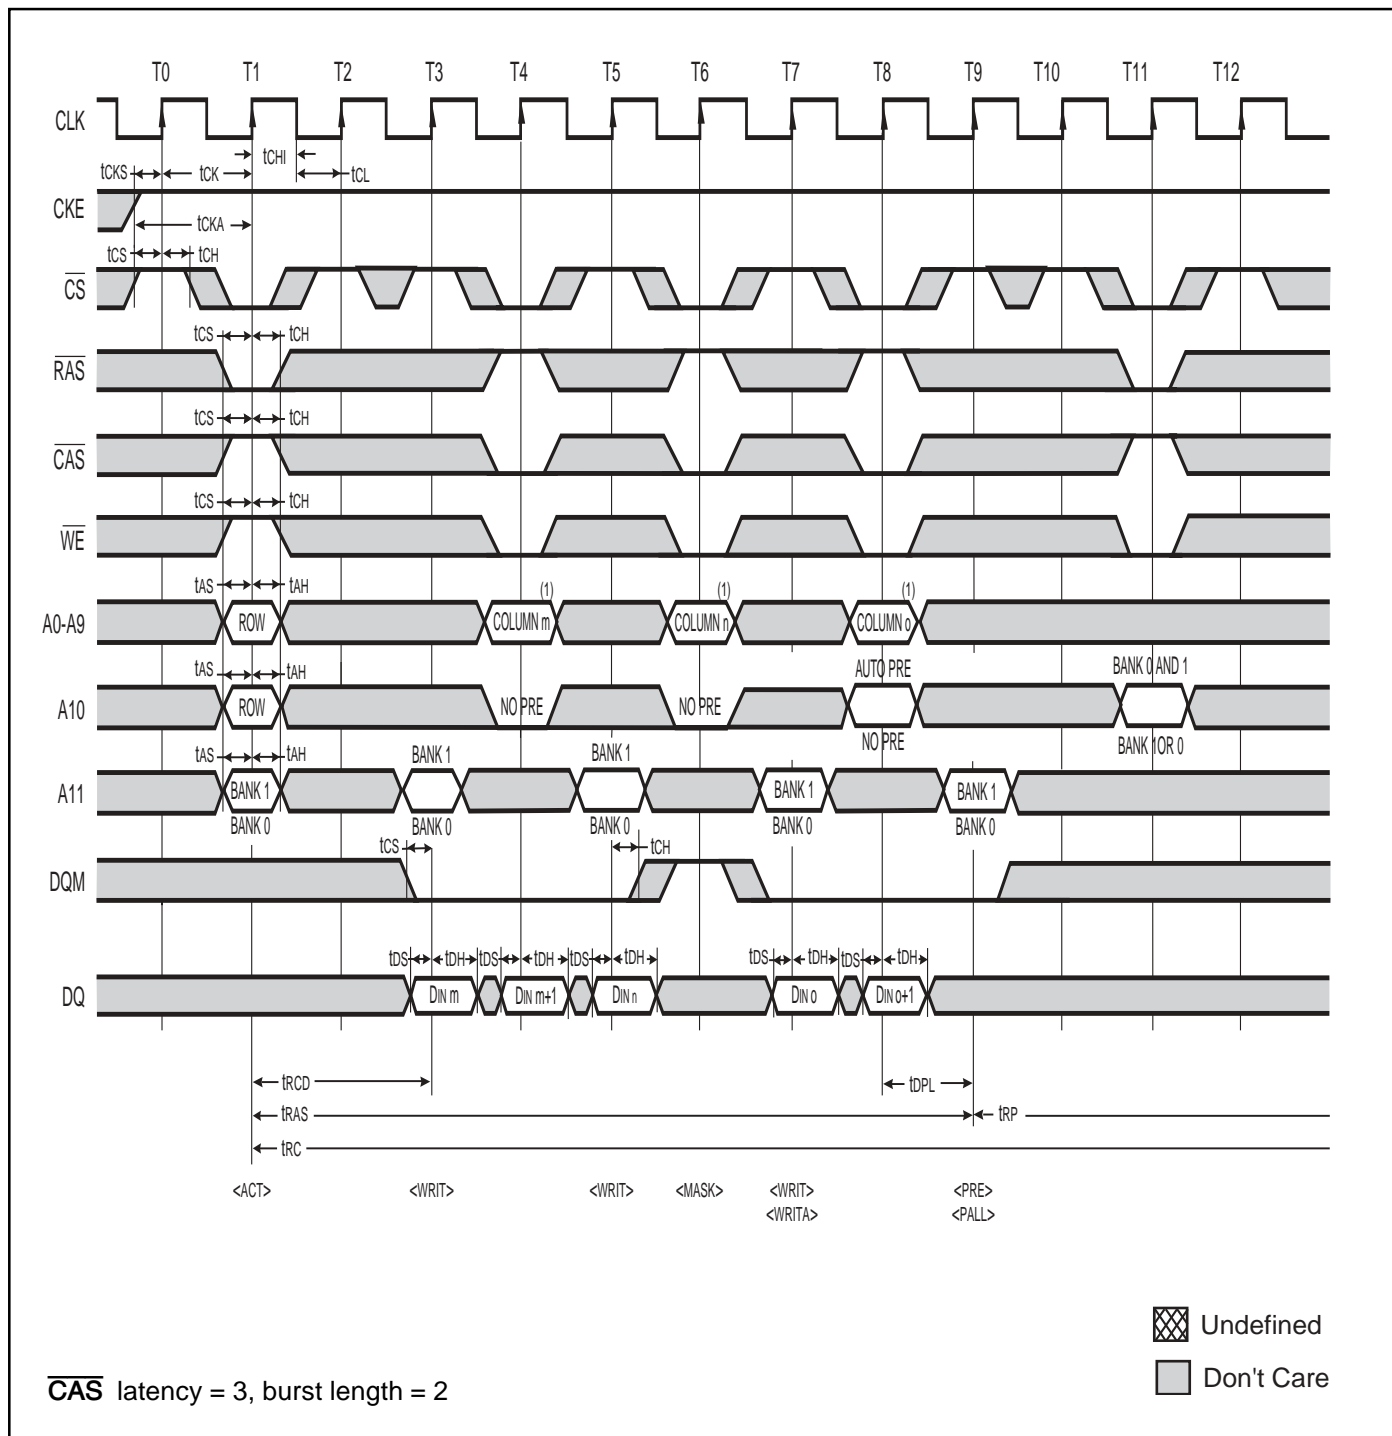 T0 T1 T2 T3 T4 T5 T6 T7 T8 T9 T10 T11 T12
CLK
tCHI
tCKS tCK tCL
CKE
tCKA
tCS tCH
CS
tCS tCH
RAS
tCS tCH
CAS
tCS tCH
WE
tAS tAH (1) (1) (1)
A0-A9 ROW COLUMN m COLUMN n COLUMN o
tAS tAH AUTO PRE BANK 0 AND 1
A10 ROW NO PRE NO PRE
NO PRE BANK 1OR 0
tAS tAH BANK 1 BANK 1
A11 BANK 1 BANK 1 BANK 1
BANK 0 BANK 0 BANK 0 BANK 0 BANK 0
tCS tCH
DQM
tDS tDH tDS tDH tDS tDH tDS tDH tDS tDH
DQ DIN m DIN m+1 DIN n DIN o DIN o+1
tRCD tDPL
tRAS tRP
tRC
<ACT> <WRIT> <WRIT> <MASK> <WRIT> <PRE>
<WRITA> <PALL>
Undefined
Don't Care
CAS latency = 3, burst length = 2